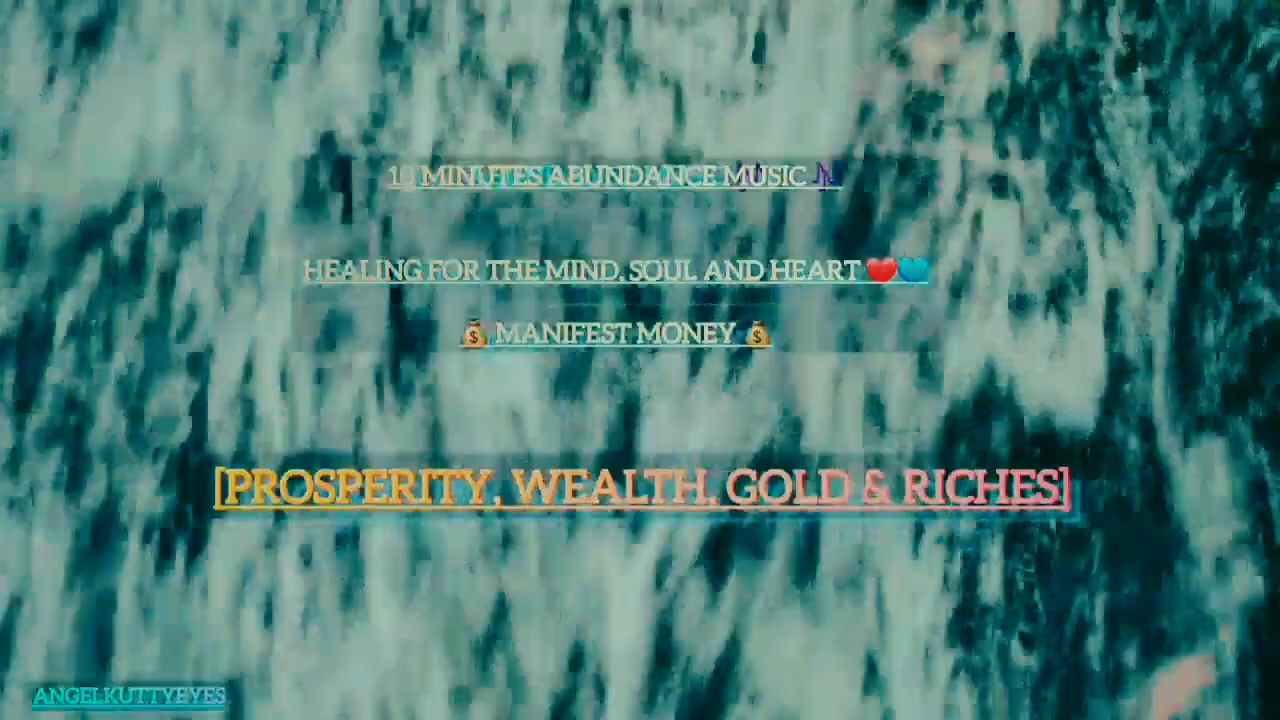 MINUTES ABUNDANCE MUSIC 🎶
HEALING FOR THE MIND, SOUL AND HEART ❤️💙
💰 MANIFEST MONEY 💰
[PROSPERITY, WEALTH, GOLD & RICHES]
ANGELKUTTYEYES